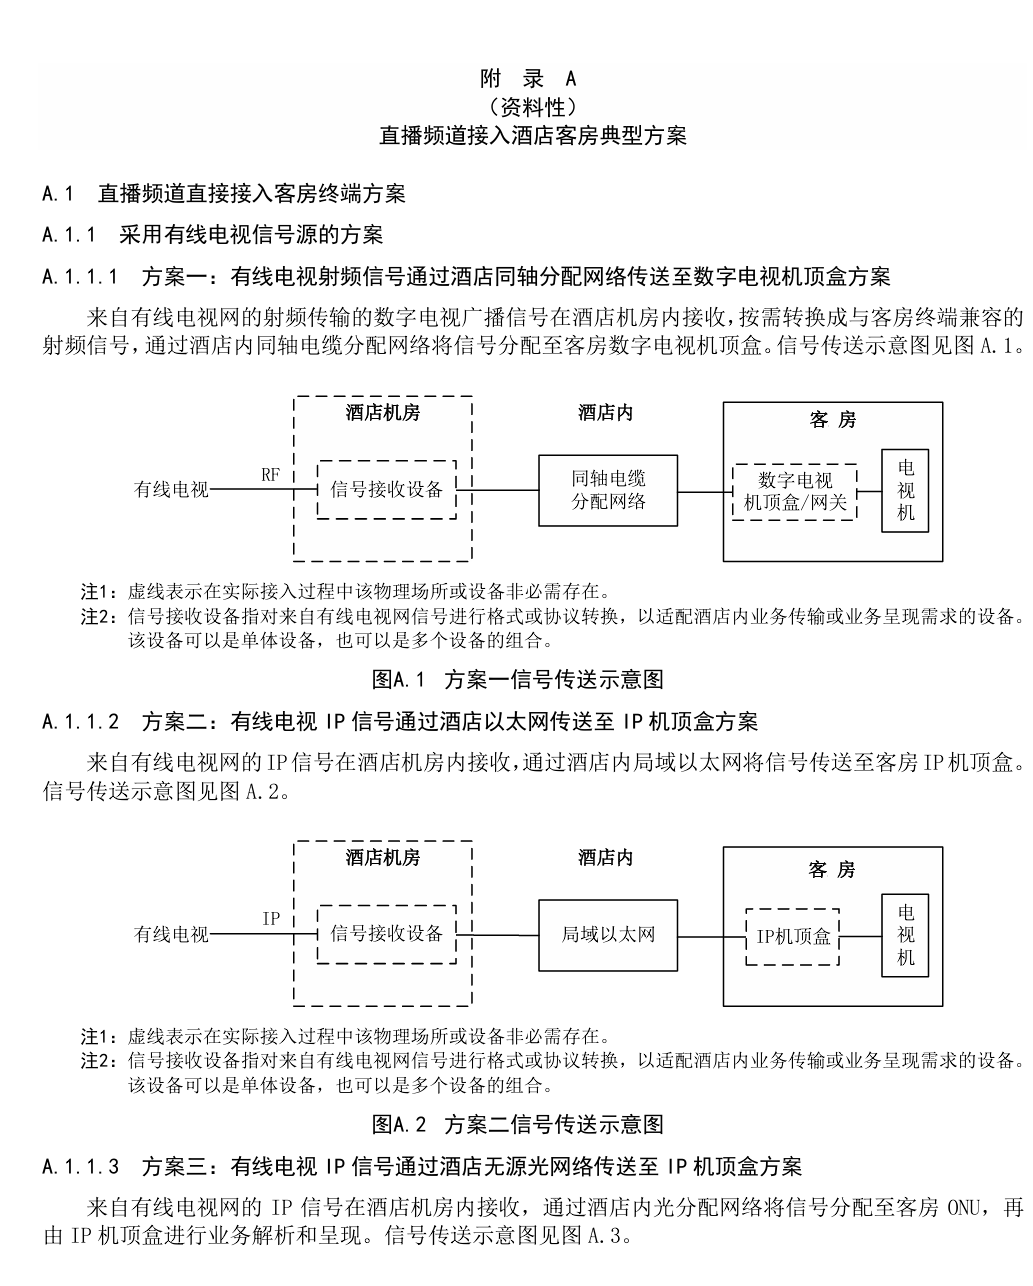 附 录 A
（资料性）
直播频道接入酒店客房典型方案
A.1 直播频道直接接入客房终端方案
A.1.1 采用有线电视信号源的方案
A.1.1.1 方案一：有线电视射频信号通过酒店同轴分配网络传送至数字电视机顶盒方案
来自有线电视网的射频传输的数字电视广播信号在酒店机房内接收，按需转换成与客房终端兼容的
射频信号，通过酒店内同轴电缆分配网络将信号分配至客房数字电视机顶盒。信号传送示意图见图 A.1。
酒店机房
酒店内
客 房
有线电视
RF
信号接收设备
同轴电缆
分配网络
数字电视
机顶盒/网关
电
视
机
注1：虚线表示在实际接入过程中该物理场所或设备非必需存在。
注2：信号接收设备指对来自有线电视网信号进行格式或协议转换，以适配酒店内业务传输或业务呈现需求的设备。
该设备可以是单体设备，也可以是多个设备的组合。
图A.1 方案一信号传送示意图
A.1.1.2 方案二：有线电视 IP 信号通过酒店以太网传送至 IP 机顶盒方案
来自有线电视网的 IP 信号在酒店机房内接收，通过酒店内局域以太网将信号传送至客房 IP 机顶盒。
信号传送示意图见图 A.2。
酒店机房
酒店内
客 房
有线电视
IP
信号接收设备
局域以太网
IP机顶盒
电
视
机
注1：虚线表示在实际接入过程中该物理场所或设备非必需存在。
注2：信号接收设备指对来自有线电视网信号进行格式或协议转换，以适配酒店内业务传输或业务呈现需求的设备。
该设备可以是单体设备，也可以是多个设备的组合。
图A.2 方案二信号传送示意图
A.1.1.3 方案三：有线电视 IP 信号通过酒店无源光网络传送至 IP 机顶盒方案
来自有线电视网的 IP 信号在酒店机房内接收，通过酒店内光分配网络将信号分配至客房 ONU，再
由 IP 机顶盒进行业务解析和呈现。信号传送示意图见图 A.3。